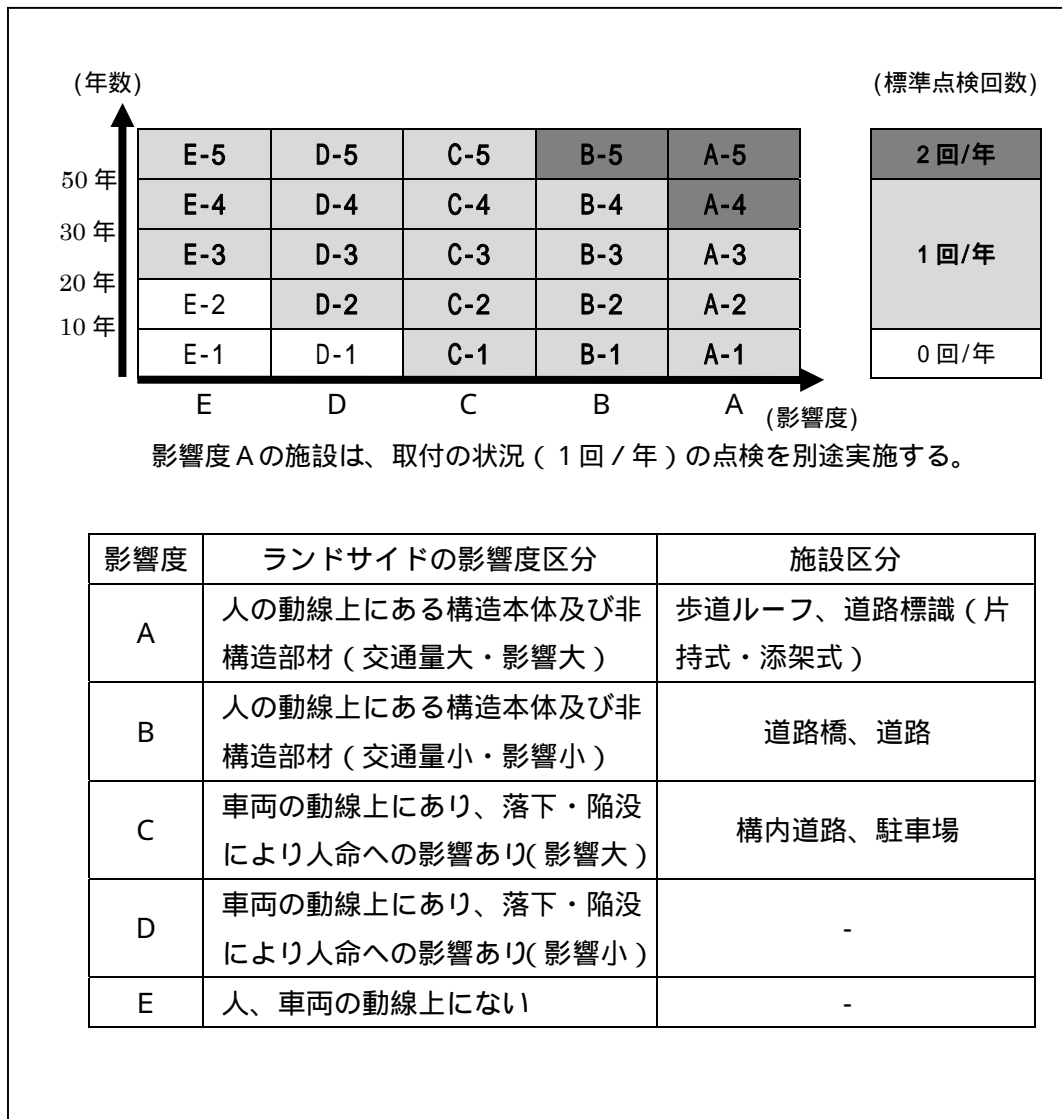 (年数)
(標準点検回数)
E-5 D-5 C-5 B-5 A-5 2回/年
50年
E-4 D-4 C-4 B-4 A-4
30年
E-3 D-3 C-3 B-3 A-3 1回/年
20年
E-2 D-2 C-2 B-2 A-2
10年
E-1 D-1 C-1 B-1 A-1 0回/年
E D C B A (影響度)
影響度Aの施設は、取付の状況(1回/年)の点検を別途実施する。
影響度 ランドサイドの影響度区分 施設区分
A
人の動線上にある構造本体及び非
構造部材(交通量大・影響大)
歩道ルーフ、道路標識(片
持式・添架式)
B
人の動線上にある構造本体及び非
構造部材(交通量小・影響小)
道路橋、道路
C
車両の動線上にあり、落下・陥没
により人命への影響あり(影響大)
構内道路、駐車場
D
車両の動線上にあり、落下・陥没
により人命への影響あり(影響小)
-
E 人、車両の動線上にない -